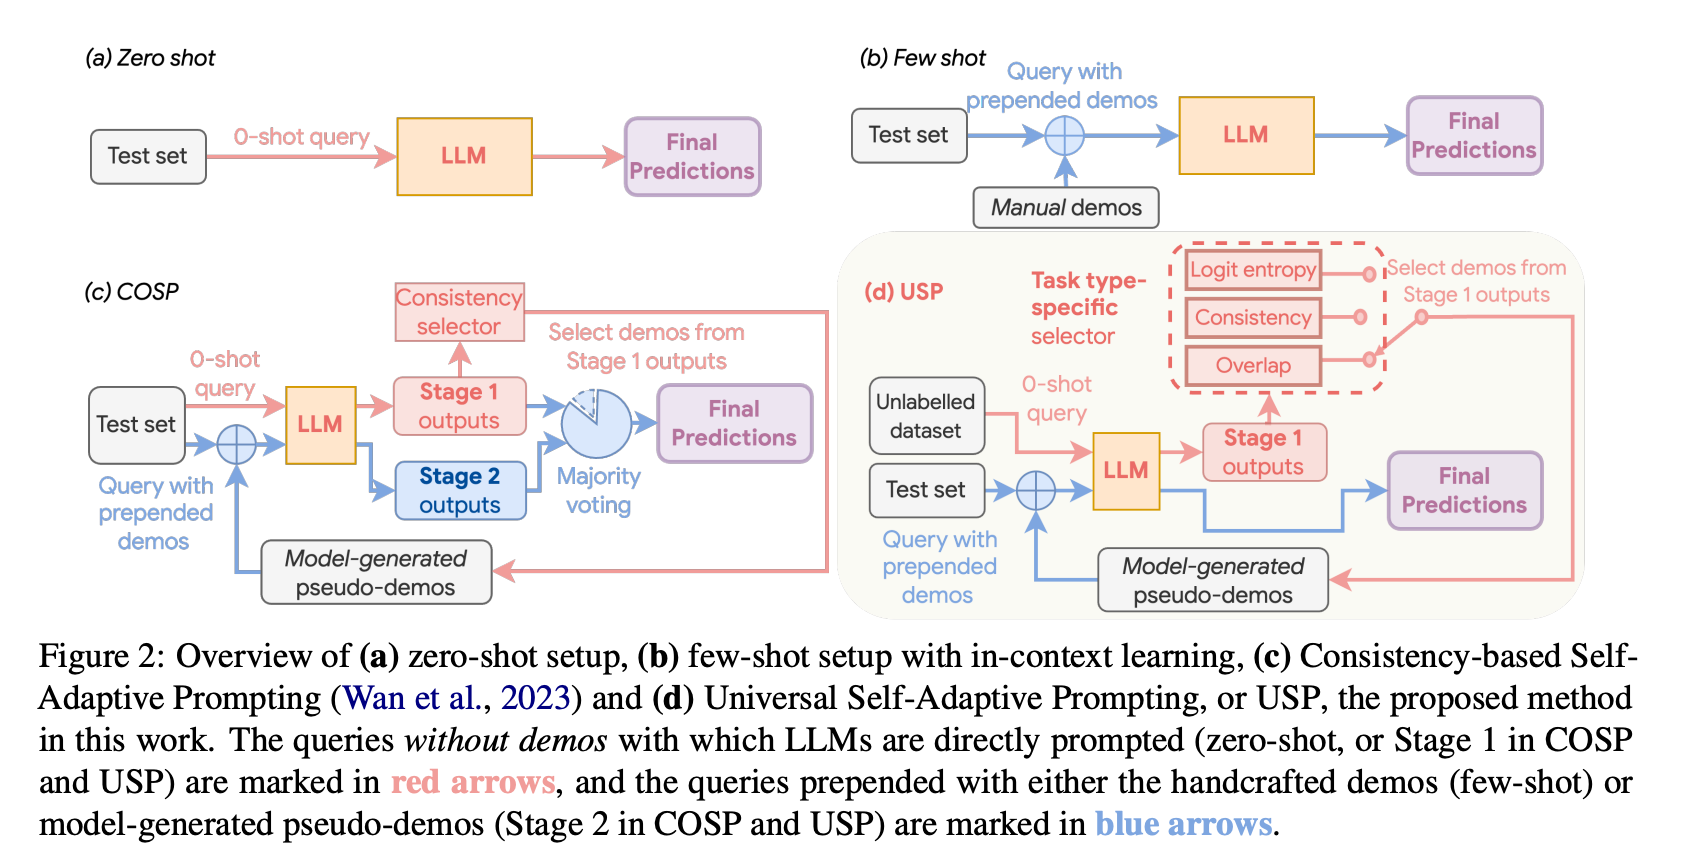 (a) Zero shot
Test set
0-shot query
LLM
Final
Predictions
(b) Few shot
Query with
prepended demos
Test set
LLM
Final
Predictions
Manual demos
(c) COSP
Consistency
selector
Select demos from
Stage 1 outputs
0-shot
query
Test set
LLM
Stage 1
outputs
Stage 2
outputs
Majority
voting
Final
Predictions
Query with
prepended
demos
Model-generated
pseudo-demos
(d) USP
Task type-
specific
selector
Logit entropy
Consistency
Overlap
Select demos from
Stage 1 outputs
Unlabelled
dataset
0-shot
query
Test set
LLM
Stage 1
outputs
Final
Predictions
Query with
prepended
demos
Model-generated
pseudo-demos
Figure 2: Overview of (a) zero-shot setup, (b) few-shot setup with in-context learning, (c) Consistency-based Self-
Adaptive Prompting (Wan et al., 2023) and (d) Universal Self-Adaptive Prompting, or USP, the proposed method
in this work. The queries without demos with which LLMs are directly prompted (zero-shot, or Stage 1 in COSP
and USP) are marked in red arrows, and the queries prepended with either the handcrafted demos (few-shot) or
model-generated pseudo-demos (Stage 2 in COSP and USP) are marked in blue arrows.